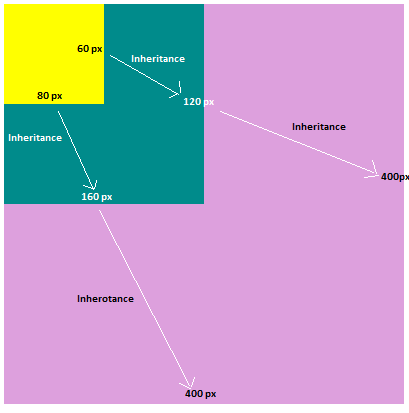 60 px
Inheritance
80 px
120 px
Inheritance
Inheritance
400px
160 px
Inherotance
400 px